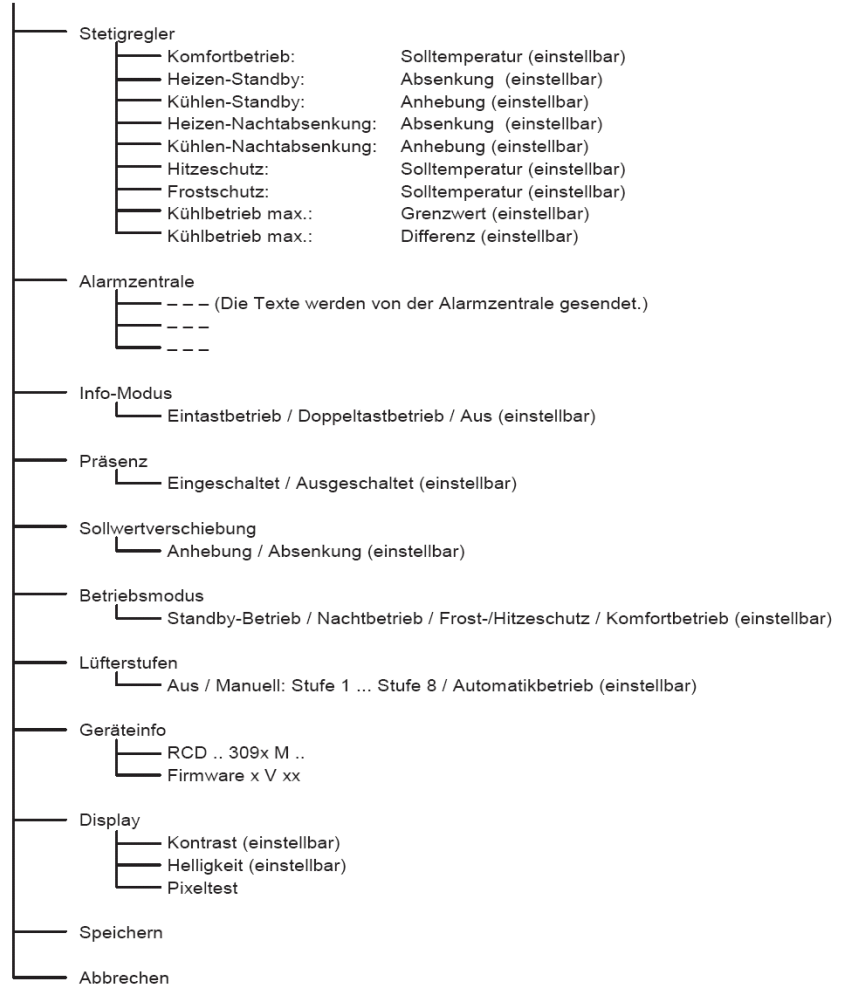 Stetigregler
Komfortbetrieb: Solltemperatur (einstellbar)
Heizen-Standby: Absenkung (einstellbar)
Kühlen-Standby: Anhebung (einstellbar)
Heizen-Nachtabsenkung: Absenkung (einstellbar)
Kühlen-Nachtabsenkung: Anhebung (einstellbar)
Hitzeschutz: Solltemperatur (einstellbar)
Frostschutz: Solltemperatur (einstellbar)
Kühlbetrieb max.: Grenzwert (einstellbar)
Kühlbetrieb max.: Differenz (einstellbar)
Alarmzentrale
_ _ _ (Die Texte werden von der Alarmzentrale gesendet.)
_ _ _
_ _ _
Info-Modus
Eintastbetrieb / Doppeltastbetrieb / Aus (einstellbar)
Präsenz
Eingeschaltet / Ausgeschaltet (einstellbar)
Sollwertverschiebung
Anhebung / Absenkung (einstellbar)
Betriebsmodus
Standby-Betrieb / Nachtbetrieb / Frost-/Hitzeschutz / Komfortbetrieb (einstellbar)
Lüfterstufen
Aus / Manuell: Stufe 1 ... Stufe 8 / Automatikbetrieb (einstellbar)
Geräteinfo
RCD .. 309x M ..
Firmware x V xx
Display
Kontrast (einstellbar)
Helligkeit (einstellbar)
Pixeltest
Speichern
Abbrechen